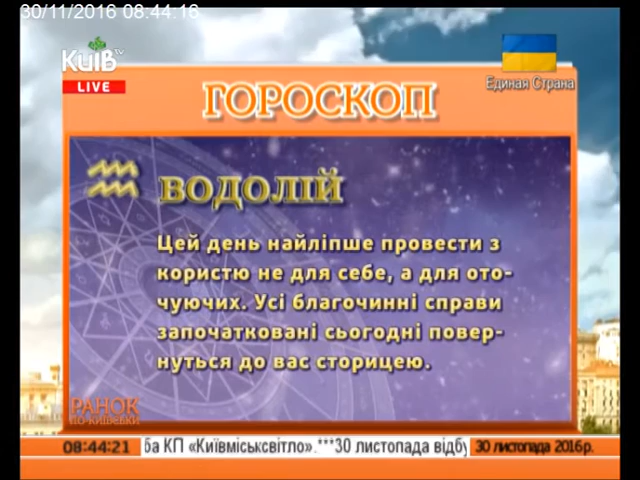 30/11/2016 08:44:16
КиЇВ tv
LIVE
Единая Страна
ГОРОСКОП
ВОДОЛІЙ
Цей день найліпше провести з
користю не для себе, а для ото-
чуючих. Усі благочинні справи
започатковані сьогодні повер-
нуться до вас сторицею.
РАНОК
ПО-КИЇВСЬКИ
08:44:21
ба КП «Київміськсвітло».***30 листопада відбу
30 листопада 2016 р.